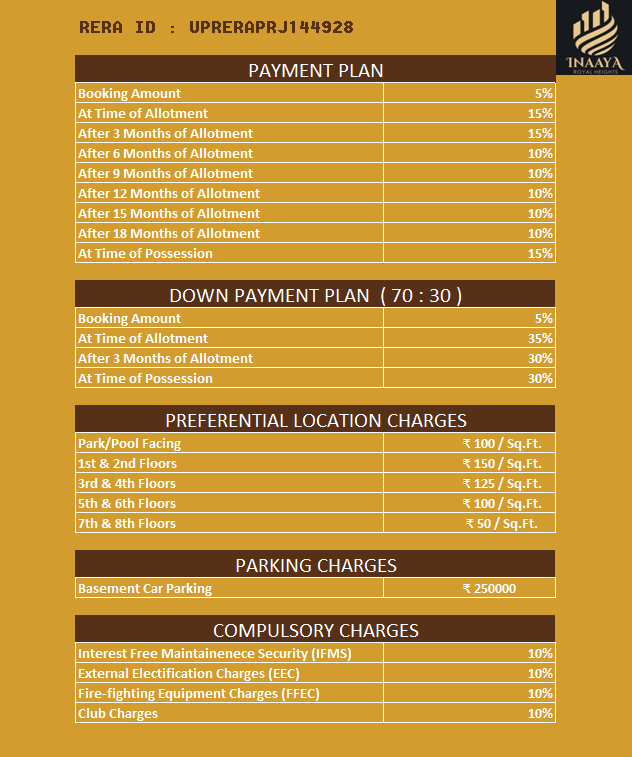 RERA ID : UPRERAPRJ144928
INAAYA
ROYAL HEIGHTS
PAYMENT PLAN
Booking Amount 5%
At Time of Allotment 15%
After 3 Months of Allotment 15%
After 6 Months of Allotment 10%
After 9 Months of Allotment 10%
After 12 Months of Allotment 10%
After 15 Months of Allotment 10%
After 18 Months of Allotment 10%
At Time of Possession 15%
DOWN PAYMENT PLAN ( 70 : 30 )
Booking Amount 5%
At Time of Allotment 35%
After 3 Months of Allotment 30%
At Time of Possession 30%
PREFERENTIAL LOCATION CHARGES
Park/Pool Facing ₹ 100 / Sq.Ft.
1st & 2nd Floors ₹ 150 / Sq.Ft.
3rd & 4th Floors ₹ 125 / Sq.Ft.
5th & 6th Floors ₹ 100 / Sq.Ft.
7th & 8th Floors ₹ 50 / Sq.Ft.
PARKING CHARGES
Basement Car Parking ₹ 250000
COMPULSORY CHARGES
Interest Free Maintainenece Security (IFMS) 10%
External Electification Charges (EEC) 10%
Fire-fighting Equipment Charges (FFEC) 10%
Club Charges 10%